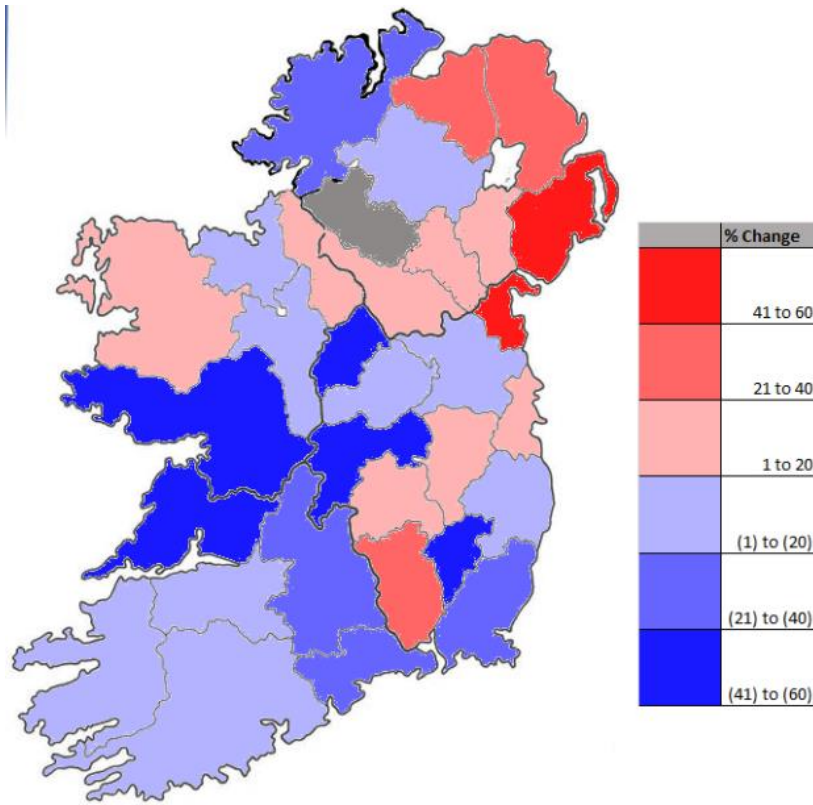 % Change
41 to 60
21 to 40
1 to 20
(1) to (20)
(21) to (40)
(41) to (60)